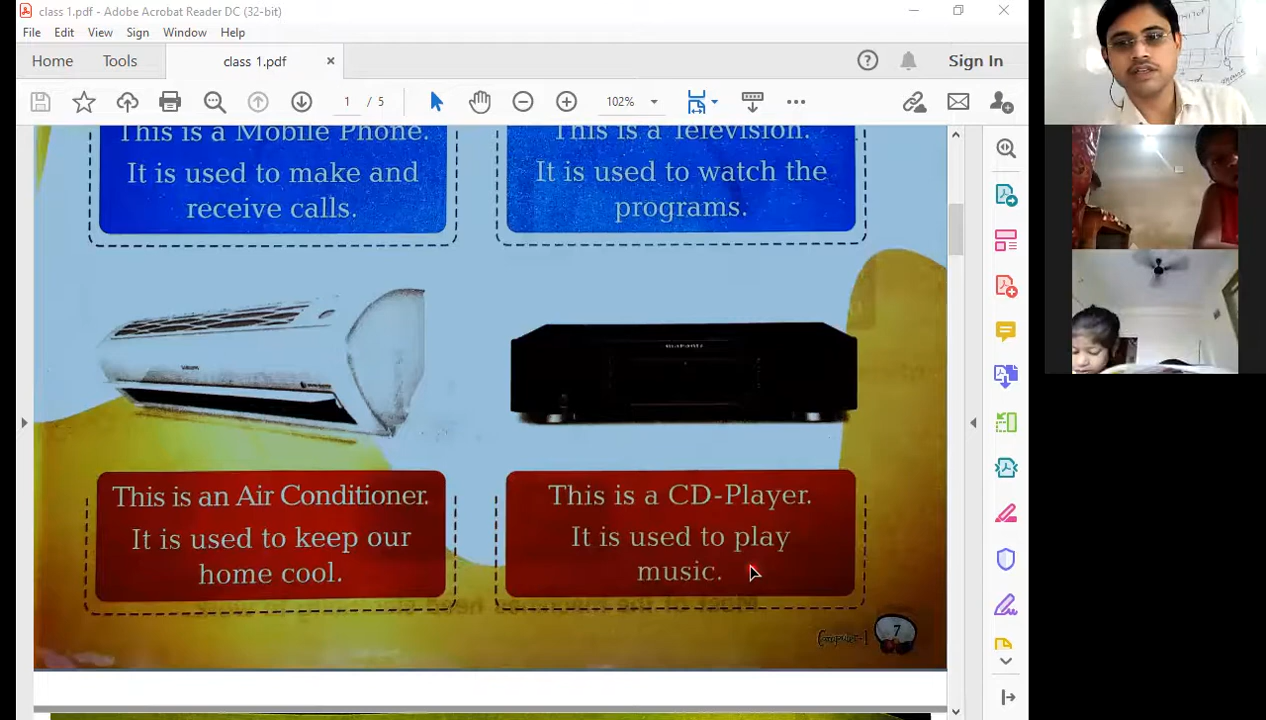 class 1.pdf - Adobe Acrobat Reader DC (32-bit)
File Edit View Sign Window Help
Home Tools class 1.pdf × Sign In
1 / 5 102%
This is a Mobile Phone.
It is used to make and
receive calls.
This is a Television.
It is used to watch the
programs.
marantz
This is an Air Conditioner.
It is used to keep our
home cool.
This is a CD-Player.
It is used to play
music.
Computer-1 7